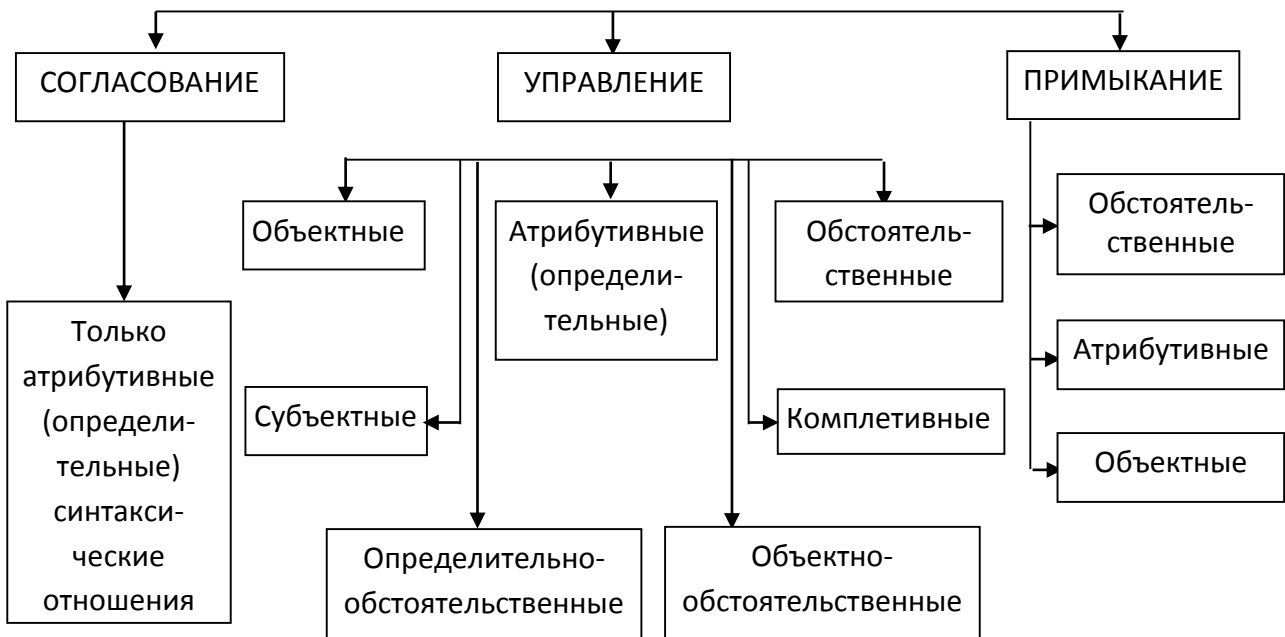 СОГЛАСОВАНИЕ
УПРАВЛЕНИЕ
ПРИМЫКАНИЕ
Только
атрибутивные
(определи-
тельные)
синтакси-
ческие
отношения
Объектные
Атрибутивные
(определи-
тельные)
Обстоятель-
ственные
Субъектные
Комплетивные
Определительно-
обстоятельственные
Объектно-
обстоятельственные
Обстоятель-
ственные
Атрибутивные
Объектные